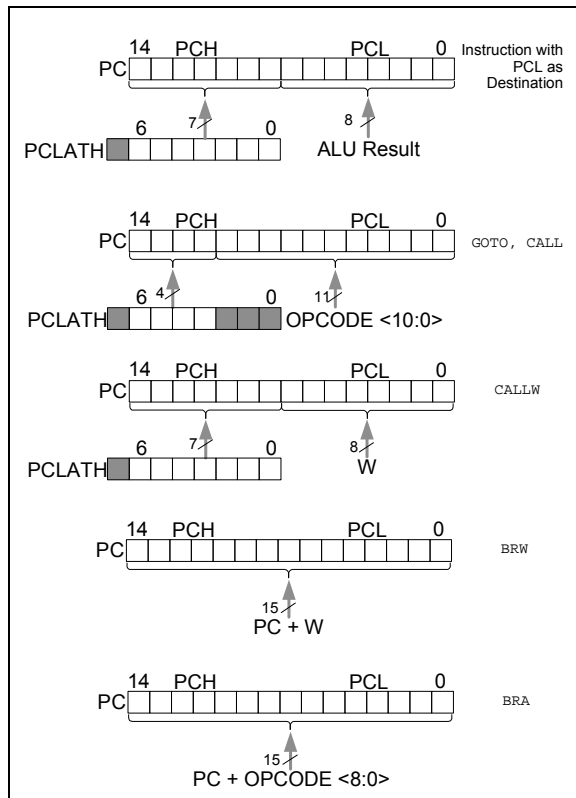 14 PCH PCL 0
PC
Instruction with
PCL as
Destination
7 8
6 0
PCLATH
ALU Result
14 PCH PCL 0
PC
GOTO, CALL
4 11
6 0
PCLATH
OPCODE <10:0>
14 PCH PCL 0
PC
CALLW
7 8
6 0
PCLATH
W
14 PCH PCL 0
PC
BRW
15
PC + W
14 PCH PCL 0
PC
BRA
15
PC + OPCODE <8:0>